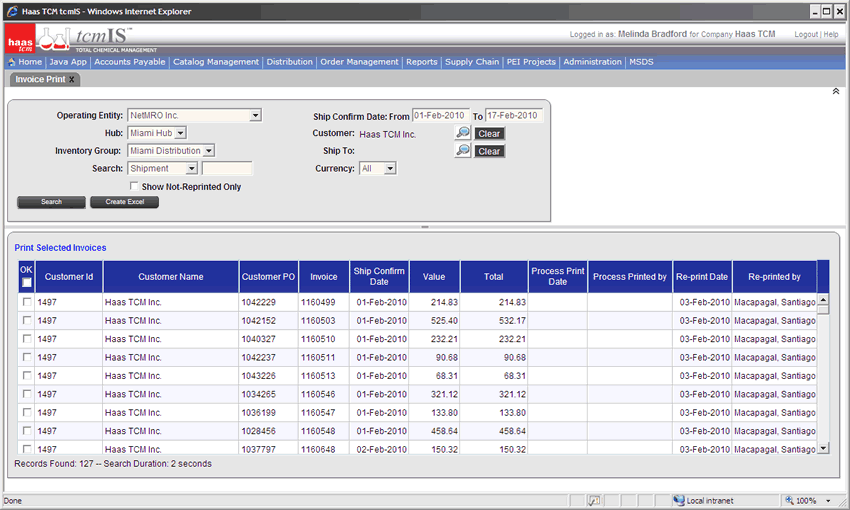 Haas TCM tcmIS - Windows Internet Explorer
haas tcm
tcmIS™
TOTAL CHEMICAL MANAGEMENT
Logged in as: Melinda Bradford for Company Haas TCM
Logout | Help
Home | Java App | Accounts Payable | Catalog Management | Distribution | Order Management | Reports | Supply Chain | PEI Projects | Administration | MSDS
Invoice Print X
Operating Entity: NetMRO Inc.
Ship Confirm Date: From 01-Feb-2010 To 17-Feb-2010
Hub: Miami Hub
Customer: Haas TCM Inc. Clear
Inventory Group: Miami Distribution
Ship To: Clear
Search: Shipment
Currency: All
Show Not-Reprinted Only
Search Create Excel
Print Selected Invoices
OK Customer Id Customer Name Customer PO Invoice Ship Confirm Date Value Total Process Print Date Process Printed by Re-print Date Re-printed by
1497 Haas TCM Inc. 1042229 1160499 01-Feb-2010 214.83 214.83 03-Feb-2010 Macapagal, Santiago
1497 Haas TCM Inc. 1042152 1160503 01-Feb-2010 525.40 532.17 03-Feb-2010 Macapagal, Santiago
1497 Haas TCM Inc. 1040327 1160510 01-Feb-2010 232.21 232.21 03-Feb-2010 Macapagal, Santiago
1497 Haas TCM Inc. 1042237 1160511 01-Feb-2010 90.68 90.68 03-Feb-2010 Macapagal, Santiago
1497 Haas TCM Inc. 1043226 1160513 01-Feb-2010 68.31 68.31 03-Feb-2010 Macapagal, Santiago
1497 Haas TCM Inc. 1034265 1160546 01-Feb-2010 321.12 321.12 03-Feb-2010 Macapagal, Santiago
1497 Haas TCM Inc. 1036199 1160547 01-Feb-2010 133.80 133.80 03-Feb-2010 Macapagal, Santiago
1497 Haas TCM Inc. 1028456 1160548 01-Feb-2010 458.64 458.64 03-Feb-2010 Macapagal, Santiago
1497 Haas TCM Inc. 1037797 1160648 02-Feb-2010 150.32 150.32 03-Feb-2010 Macapagal, Santiago
Records Found: 127 -- Search Duration: 2 seconds
Done
Local intranet
100%